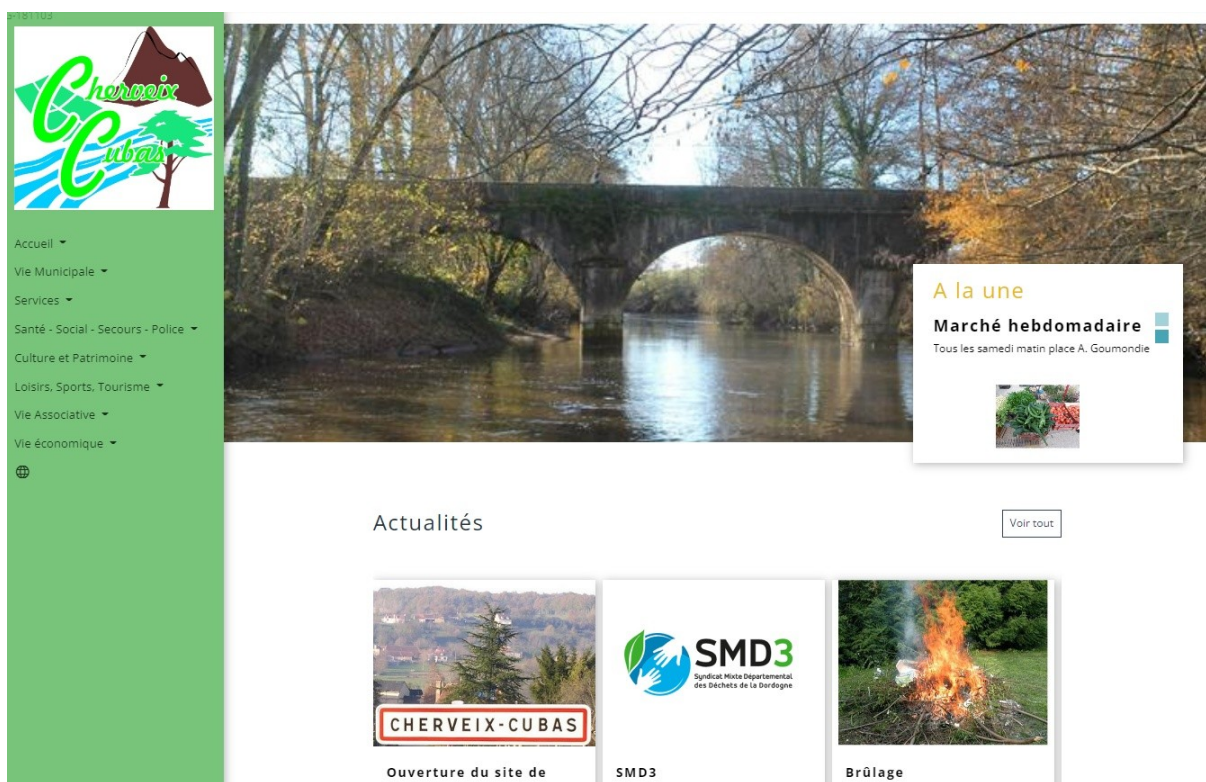 Cherveix
Cubas
Accueil
Vie Municipale
Services
Santé - Social - Secours - Police
Culture et Patrimoine
Loisirs, Sports, Tourisme
Vie Associative
Vie économique
A la une
Marché hebdomadaire
Tous les samedi matin place A. Goumondie
Actualités
Voir tout
CHERVEIX-CUBAS
Ouverture du site de
SMD3
Syndicat Mixte Départemental
des Déchets de la Dordogne
SMD3
Brûlage